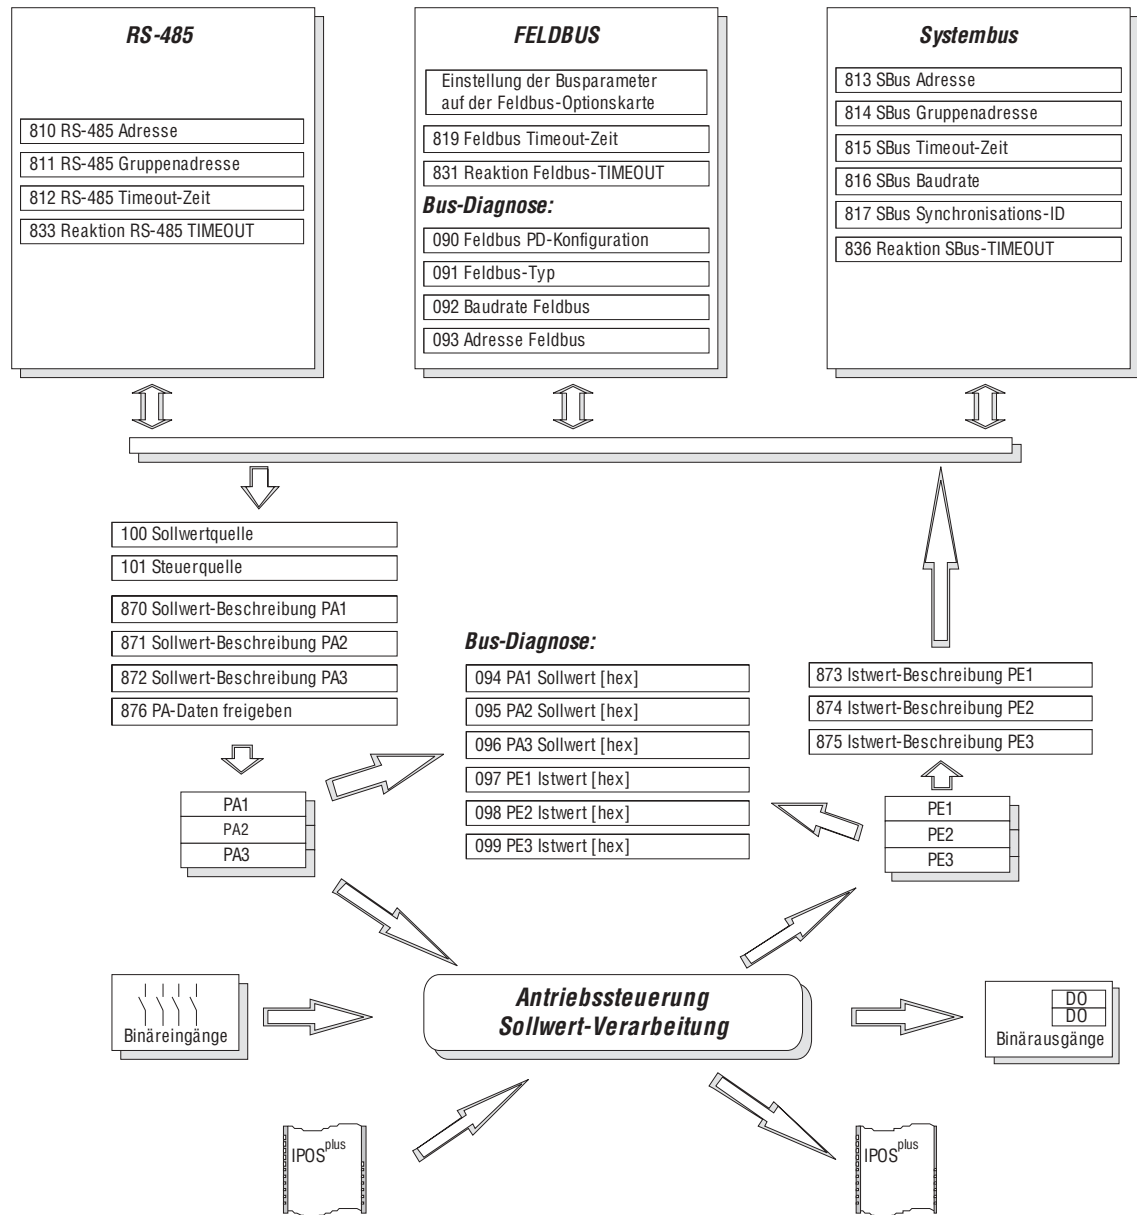 RS-485
810 RS-485 Adresse
811 RS-485 Gruppenadresse
812 RS-485 Timeout-Zeit
833 Reaktion RS-485 TIMEOUT
FELDBUS
Einstellung der Busparameter
auf der Feldbus-Optionskarte
819 Feldbus Timeout-Zeit
831 Reaktion Feldbus-TIMEOUT
Bus-Diagnose:
090 Feldbus PD-Konfiguration
091 Feldbus-Typ
092 Baudrate Feldbus
093 Adresse Feldbus
Systembus
813 SBus Adresse
814 SBus Gruppenadresse
815 SBus Timeout-Zeit
816 SBus Baudrate
817 SBus Synchronisations-ID
836 Reaktion SBus-TIMEOUT
100 Sollwertquelle
101 Steuerquelle
870 Sollwert-Beschreibung PA1
871 Sollwert-Beschreibung PA2
872 Sollwert-Beschreibung PA3
876 PA-Daten freigeben
PA1
PA2
PA3
Bus-Diagnose:
094 PA1 Sollwert [hex]
095 PA2 Sollwert [hex]
096 PA3 Sollwert [hex]
097 PE1 Istwert [hex]
098 PE2 Istwert [hex]
099 PE3 Istwert [hex]
873 Istwert-Beschreibung PE1
874 Istwert-Beschreibung PE2
875 Istwert-Beschreibung PE3
PE1
PE2
PE3
Binäreingänge
Antriebssteuerung
Sollwert-Verarbeitung
DO
DO
Binärausgänge
IPOSplus
IPOSplus